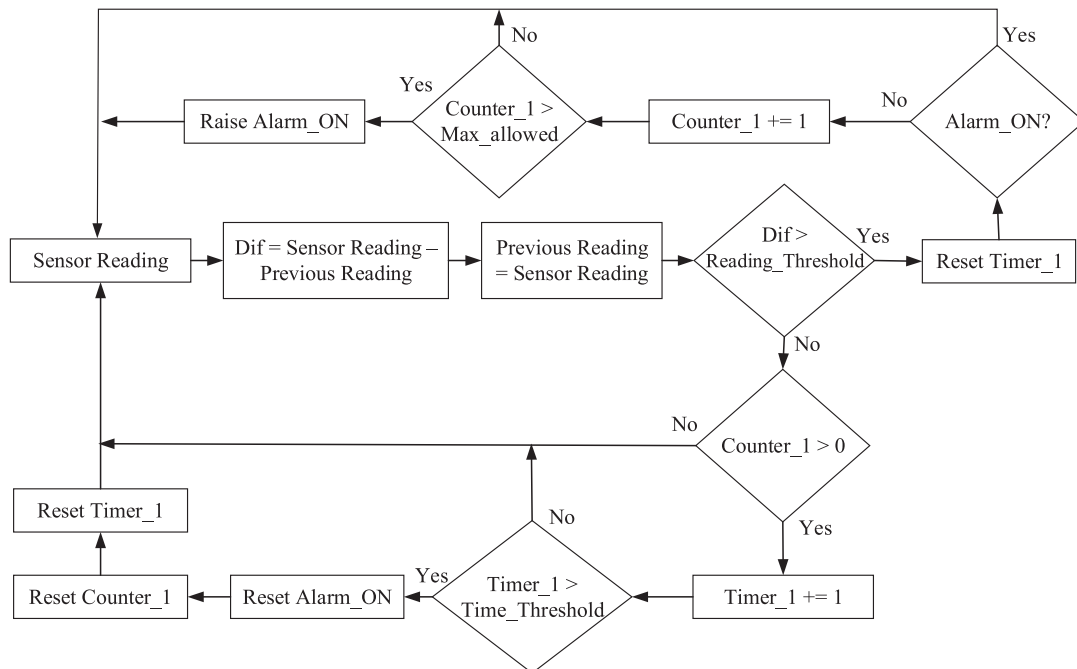 Yes
No
Yes
No
Raise Alarm_ON
Counter_1 >
Max_allowed
Counter_1 += 1
Alarm_ON?
Sensor Reading
Dif = Sensor Reading –
Previous Reading
Previous Reading
= Sensor Reading
Dif >
Reading_Threshold
Yes
Reset Timer_1
No
No
Counter_1 > 0
Reset Timer_1
No
Yes
Reset Counter_1
Reset Alarm_ON
Yes
Timer_1 >
Time_Threshold
Timer_1 += 1